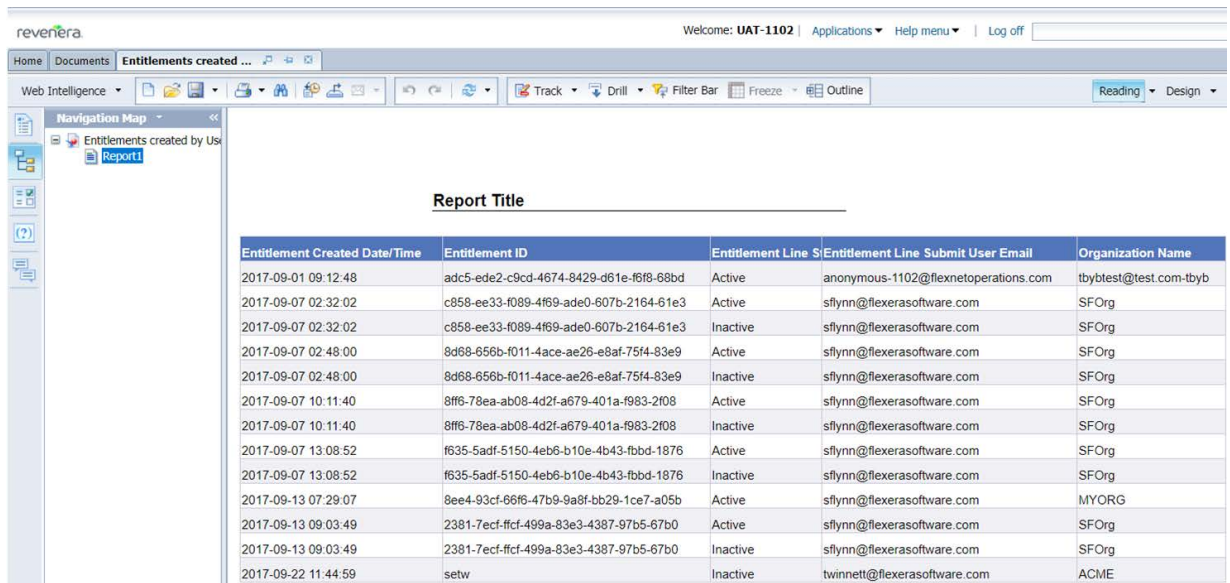 revenera
Welcome: UAT-1102 | Applications Help menu | Log off
Home Documents Entitlements created ...
Web Intelligence Track Drill Filter Bar Freeze Outline Reading Design
Navigation Map
Entitlements created by Use
Report1
Report Title
Entitlement Created Date/Time Entitlement ID Entitlement Line S Entitlement Line Submit User Email Organization Name
2017-09-01 09:12:48 adc5-ede2-c9cd-4674-8429-d61e-f6f8-68bd Active anonymous-1102@flexnetoperations.com tbybtest@test.com-tbyb
2017-09-07 02:32:02 c858-ee33-f089-4f69-ade0-607b-2164-61e3 Active sflynn@flexerasoftware.com SFOrg
2017-09-07 02:32:02 c858-ee33-f089-4f69-ade0-607b-2164-61e3 Inactive sflynn@flexerasoftware.com SFOrg
2017-09-07 02:48:00 8d68-656b-f011-4ace-ae26-e8af-75f4-83e9 Active sflynn@flexerasoftware.com SFOrg
2017-09-07 02:48:00 8d68-656b-f011-4ace-ae26-e8af-75f4-83e9 Inactive sflynn@flexerasoftware.com SFOrg
2017-09-07 10:11:40 8ff6-78ea-ab08-4d2f-a679-401a-f983-2f08 Active sflynn@flexerasoftware.com SFOrg
2017-09-07 10:11:40 8ff6-78ea-ab08-4d2f-a679-401a-f983-2f08 Inactive sflynn@flexerasoftware.com SFOrg
2017-09-07 13:08:52 f635-5adf-5150-4eb6-b10e-4b43-fbbd-1876 Active sflynn@flexerasoftware.com SFOrg
2017-09-07 13:08:52 f635-5adf-5150-4eb6-b10e-4b43-fbbd-1876 Inactive sflynn@flexerasoftware.com SFOrg
2017-09-13 07:29:07 8ee4-93cf-66f6-47b9-9a8f-bb29-1ce7-a05b Active sflynn@flexerasoftware.com MYORG
2017-09-13 09:03:49 2381-7ecf-ffcf-499a-83e3-4387-97b5-67b0 Active sflynn@flexerasoftware.com SFOrg
2017-09-13 09:03:49 2381-7ecf-ffcf-499a-83e3-4387-97b5-67b0 Inactive sflynn@flexerasoftware.com SFOrg
2017-09-22 11:44:59 setw Inactive twinnett@flexerasoftware.com ACME